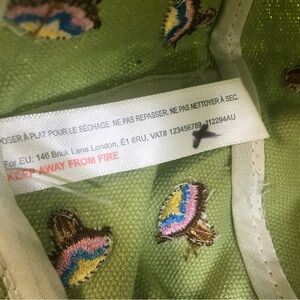 POSER À PLAT POUR LE SÉCHAGE. NE PAS REPASSER. NE PAS NETTOYER À SEC.
For EU: 146 Brick Lane London, E1 6RU, VAT# 123456789 112294AU
KEEP AWAY FROM FIRE